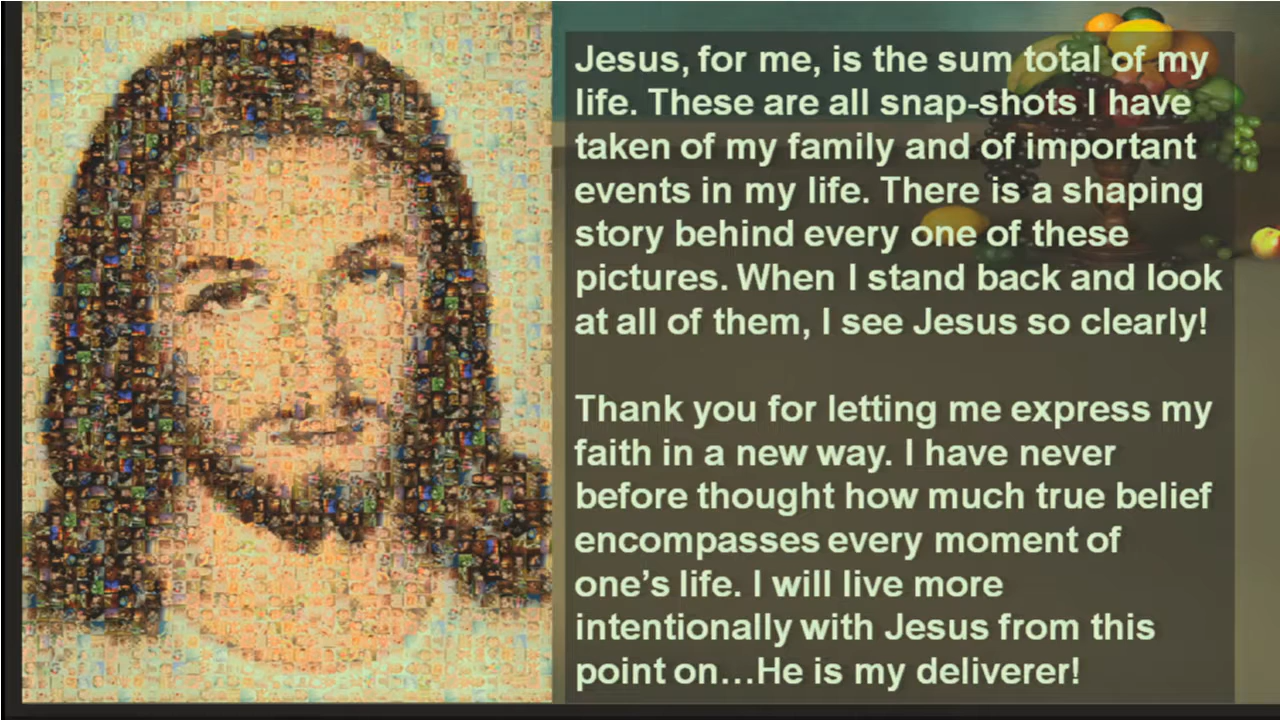 Jesus, for me, is the sum total of my
life. These are all snap-shots I have
taken of my family and of important
events in my life. There is a shaping
story behind every one of these
pictures. When I stand back and look
at all of them, I see Jesus so clearly!
Thank you for letting me express my
faith in a new way. I have never
before thought how much true belief
encompasses every moment of
one’s life. I will live more
intentionally with Jesus from this
point on…He is my deliverer!